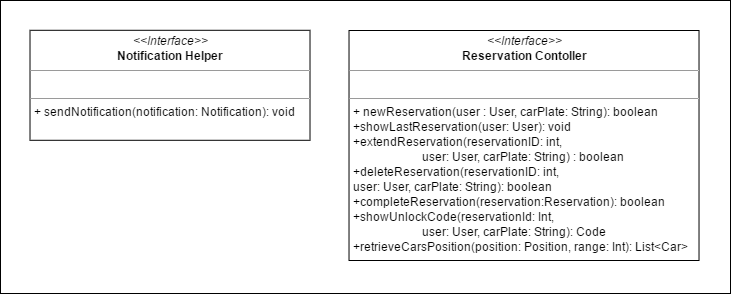 <<Interface>>
Notification Helper
+ sendNotification(notification: Notification): void
<<Interface>>
Reservation Contoller
+ newReservation(user : User, carPlate: String): boolean
+showLastReservation(user: User): void
+extendReservation(reservationID: int,
user: User, carPlate: String) : boolean
+deleteReservation(reservationID: int,
user: User, carPlate: String): boolean
+completeReservation(reservation:Reservation): boolean
+showUnlockCode(reservationId: Int,
user: User, carPlate: String): Code
+retrieveCarsPosition(position: Position, range: Int): List<Car>